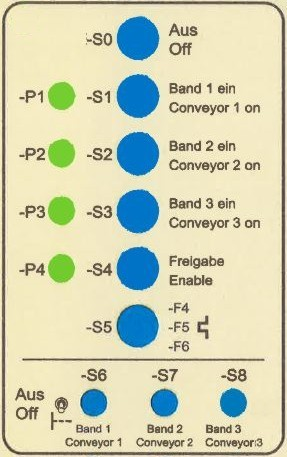 -S0
Aus
Off
-P1
-S1
Band 1 ein
Conveyor 1 on
-P2
-S2
Band 2 ein
Conveyor 2 on
-P3
-S3
Band 3 ein
Conveyor 3 on
-P4
-S4
Freigabe
Enable
-S5
-F4
-F5
-F6
-S6 -S7 -S8
Aus
Off
Band 1 Band 2 Band 3
Conveyor 1 Conveyor 2 Conveyor 3